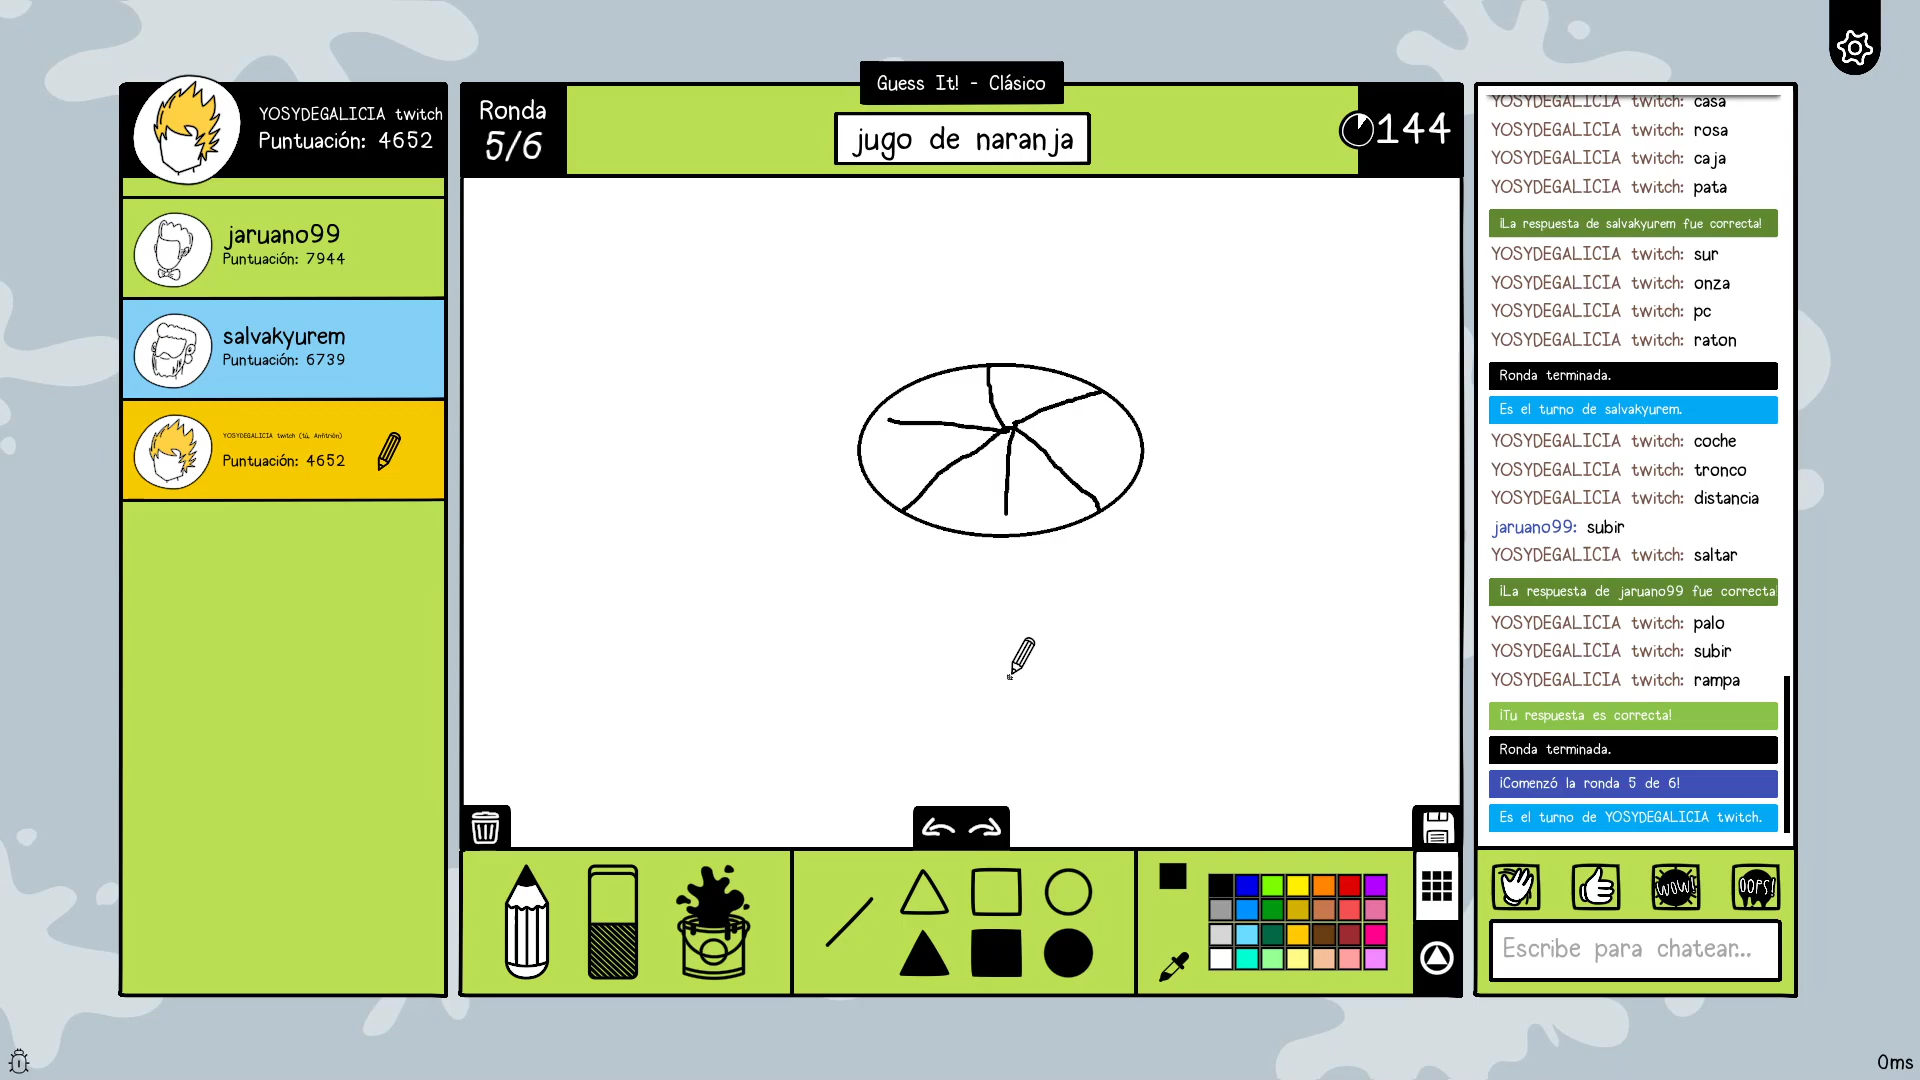 Guess It! - Clásico
YOSYDEGALICIA twitch
Puntuación: 4652
Ronda
5/6
jugo de naranja
144
jaruano99
Puntuación: 7944
salvakyurem
Puntuación: 6739
YOSYDEGALICIA twitch (tú, Anfitrión)
Puntuación: 4652
YOSYDEGALICIA twitch: casa
YOSYDEGALICIA twitch: rosa
YOSYDEGALICIA twitch: caja
YOSYDEGALICIA twitch: pata
¡La respuesta de salvakyurem fue correcta!
YOSYDEGALICIA twitch: sur
YOSYDEGALICIA twitch: onza
YOSYDEGALICIA twitch: pc
YOSYDEGALICIA twitch: raton
Ronda terminada.
Es el turno de salvakyurem.
YOSYDEGALICIA twitch: coche
YOSYDEGALICIA twitch: tronco
YOSYDEGALICIA twitch: distancia
jaruano99: subir
YOSYDEGALICIA twitch: saltar
¡La respuesta de jaruano99 fue correcta
YOSYDEGALICIA twitch: palo
YOSYDEGALICIA twitch: subir
YOSYDEGALICIA twitch: rampa
¡Tu respuesta es correcta!
Ronda terminada.
¡Comenzó la ronda 5 de 6!
Es el turno de YOSYDEGALICIA twitch.
WOW!
OOPS!
Escribe para chatear...
0ms